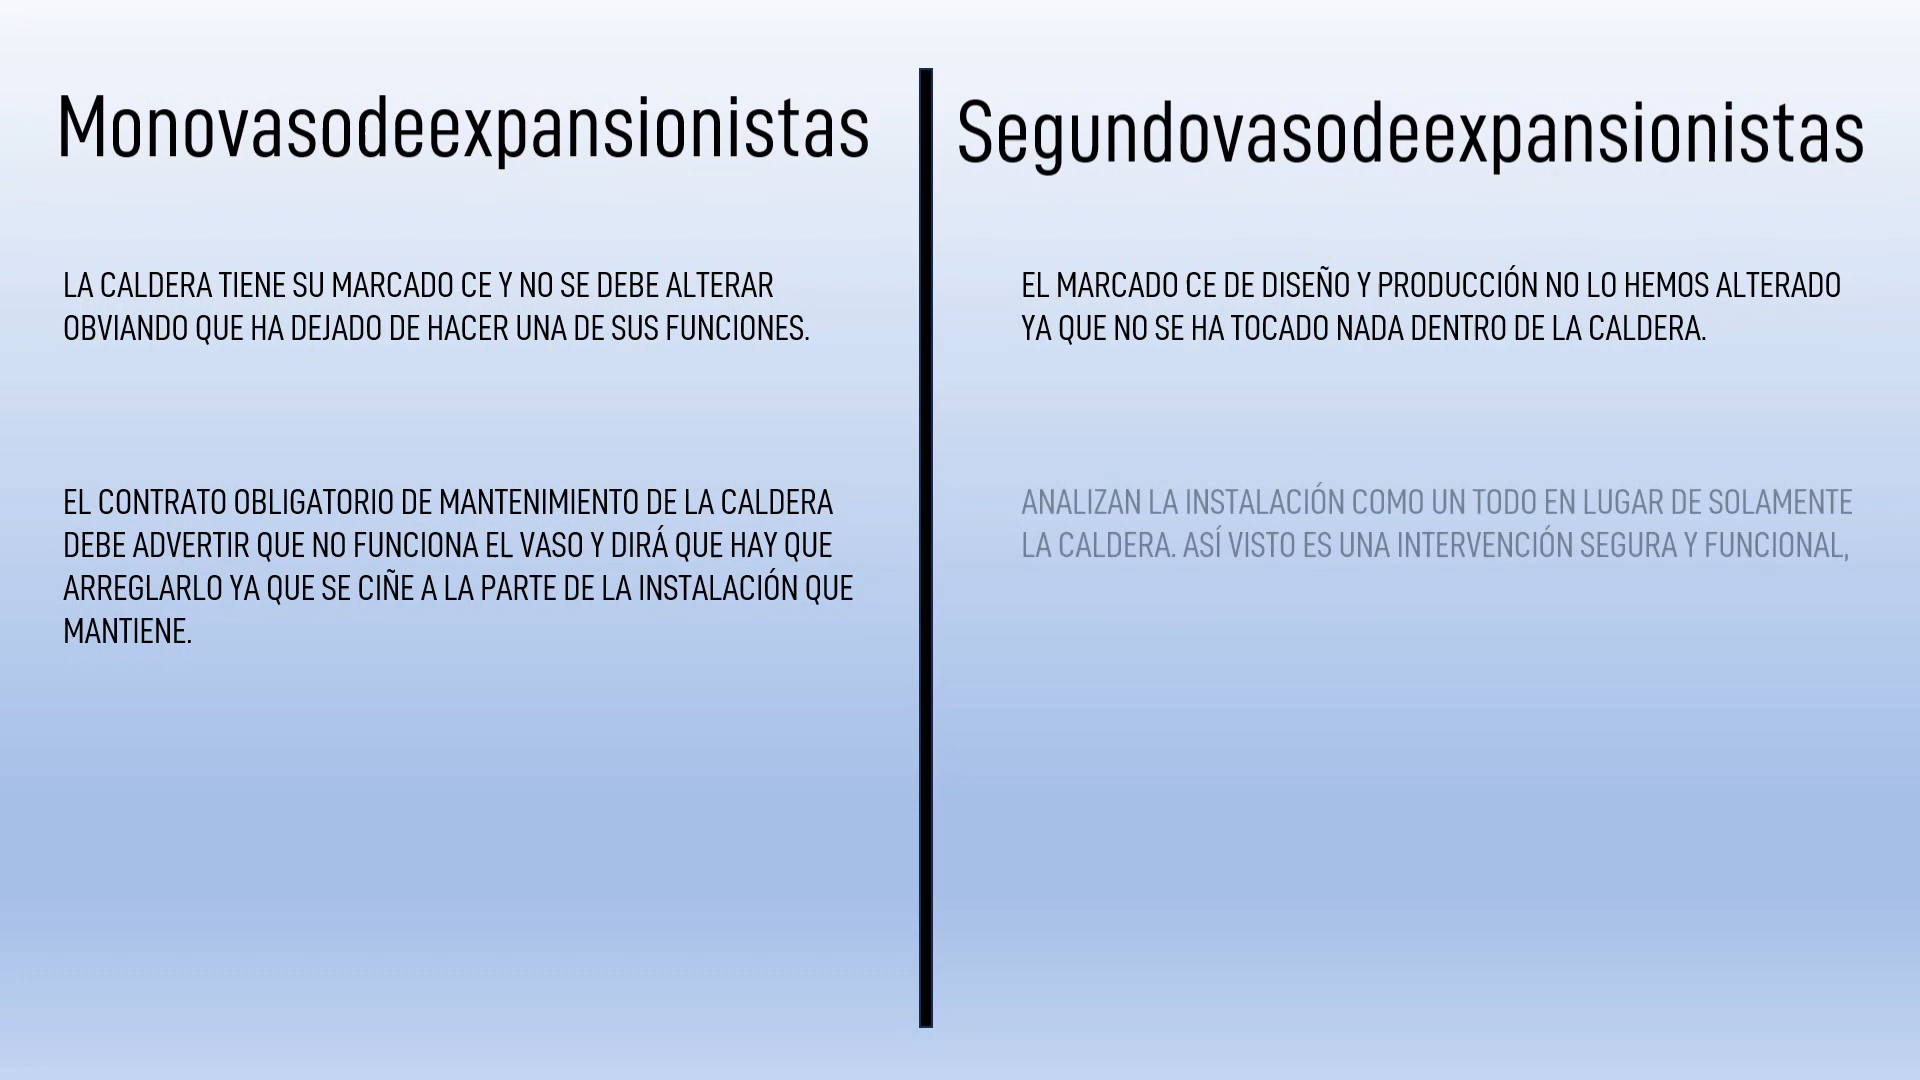 Monovasodeexpansionistas
LA CALDERA TIENE SU MARCADO CE Y NO SE DEBE ALTERAR
OBVIANDO QUE HA DEJADO DE HACER UNA DE SUS FUNCIONES.
EL CONTRATO OBLIGATORIO DE MANTENIMIENTO DE LA CALDERA
DEBE ADVERTIR QUE NO FUNCIONA EL VASO Y DIRÁ QUE HAY QUE
ARREGLARLO YA QUE SE CIÑE A LA PARTE DE LA INSTALACIÓN QUE
MANTIENE.
Segundovasodeexpansionistas
EL MARCADO CE DE DISEÑO Y PRODUCCIÓN NO LO HEMOS ALTERADO
YA QUE NO SE HA TOCADO NADA DENTRO DE LA CALDERA.
ANALIZAN LA INSTALACIÓN COMO UN TODO EN LUGAR DE SOLAMENTE
LA CALDERA. ASÍ VISTO ES UNA INTERVENCIÓN SEGURA Y FUNCIONAL,